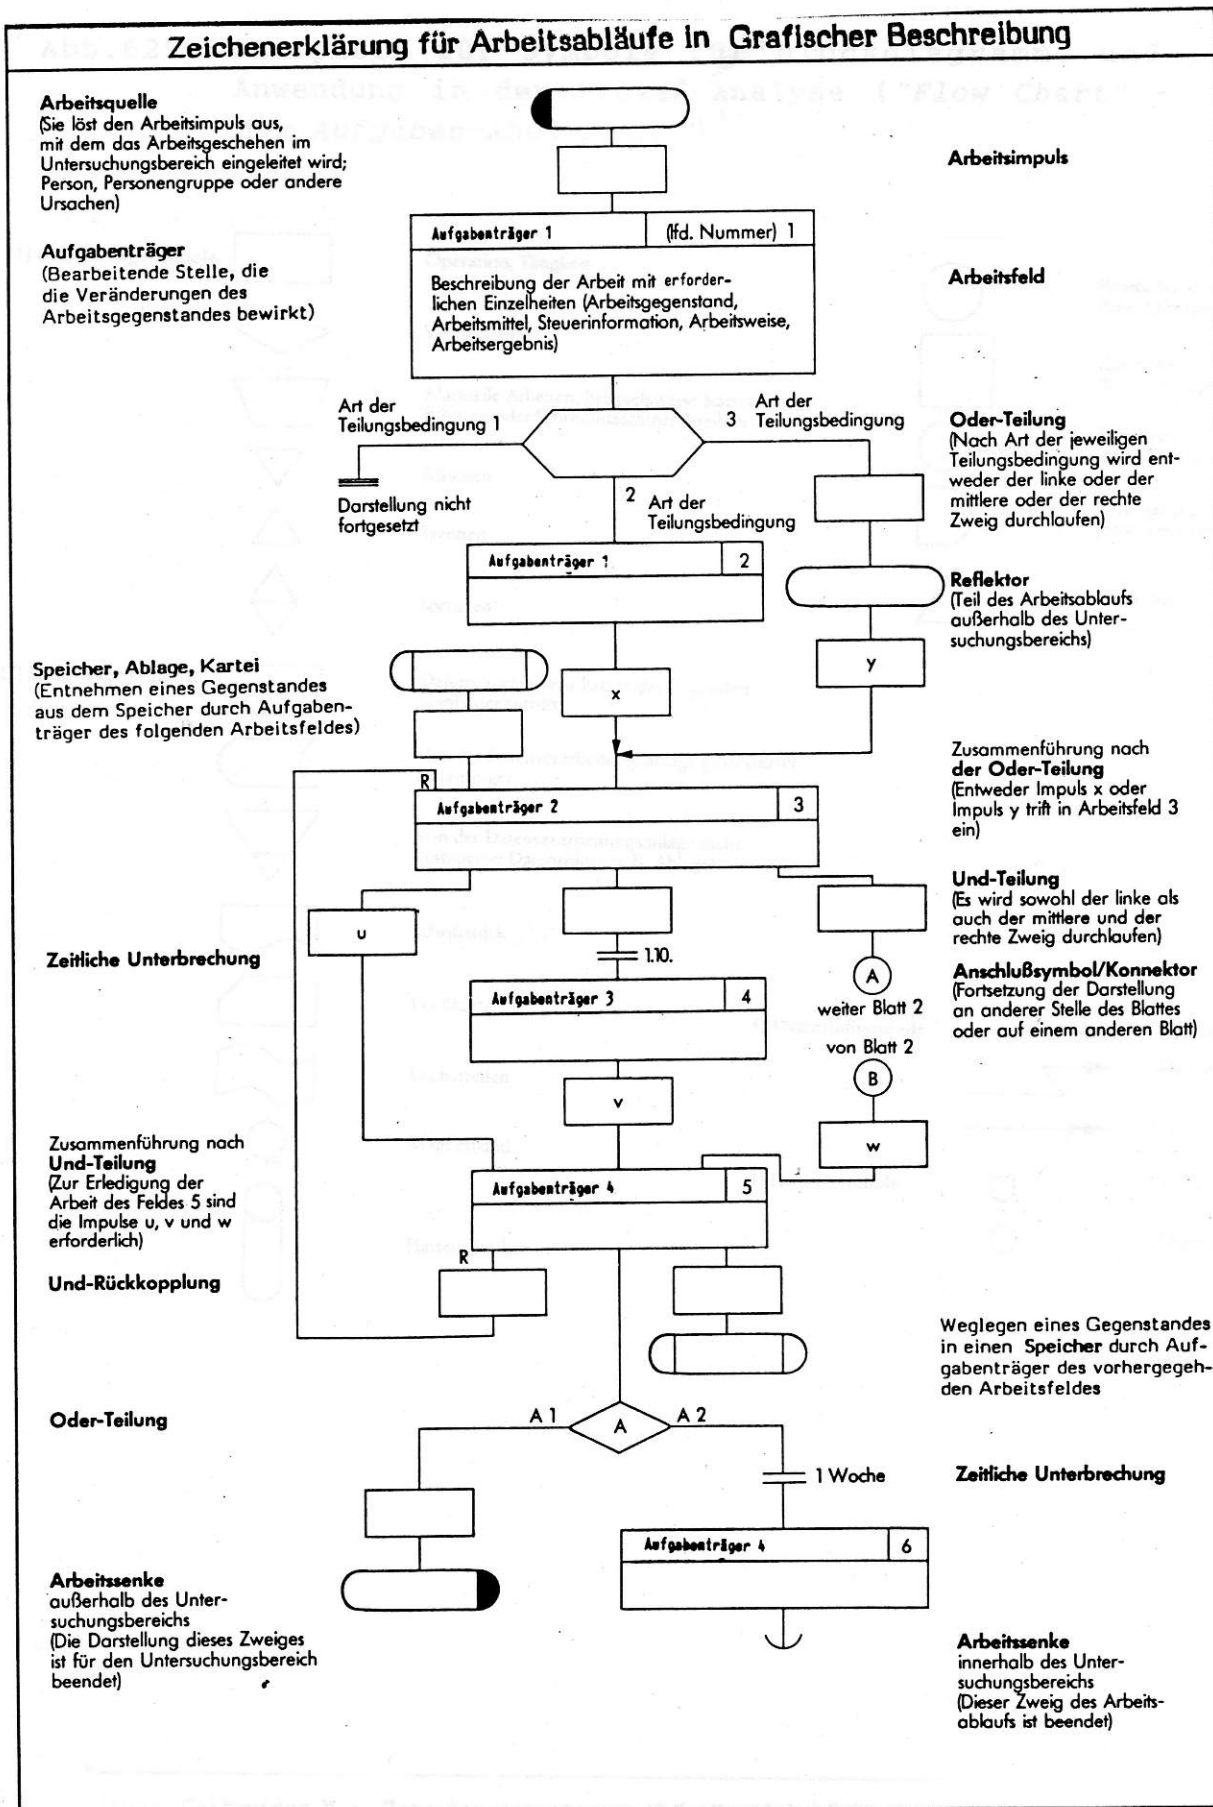 Zeichenerklärung für Arbeitsabläufe in Grafischer Beschreibung
Arbeitsquelle
(Sie löst den Arbeitsimpuls aus,
mit dem das Arbeitsgeschehen im
Untersuchungsbereich eingeleitet wird;
Person, Personengruppe oder andere
Ursachen)
Arbeitsimpuls
Aufgabenträger
(Bearbeitende Stelle, die
die Veränderungen des
Arbeitsgegenstandes bewirkt)
Aufgabenträger 1 (lfd. Nummer) 1
Beschreibung der Arbeit mit erforder-
lichen Einzelheiten (Arbeitsgegenstand,
Arbeitsmittel, Steuerinformation, Arbeitsweise,
Arbeitsergebnis)
Arbeitsfeld
Art der
Teilungsbedingung 1
3 Art der
Teilungsbedingung
Darstellung nicht
fortgesetzt
2 Art der
Teilungsbedingung
Oder-Teilung
(Nach Art der jeweiligen
Teilungsbedingung wird ent-
weder der linke oder der
mittlere oder der rechte
Zweig durchlaufen)
Aufgabenträger 1 2
Reflektor
(Teil des Arbeitsablaufs
außerhalb des Unter-
suchungsbereichs)
Speicher, Ablage, Kartei
(Entnehmen eines Gegenstandes
aus dem Speicher durch Aufgaben-
träger des folgenden Arbeitsfeldes)
x
y
Zusammenführung nach
der Oder-Teilung
(Entweder Impuls x oder
Impuls y trift in Arbeitsfeld 3
ein)
R
Aufgabenträger 2 3
Und-Teilung
(Es wird sowohl der linke als
auch der mittlere und der
rechte Zweig durchlaufen)
u
Zeitliche Unterbrechung
1.10.
A
weiter Blatt 2
Anschlußsymbol/Konnektor
(Fortsetzung der Darstellung
an anderer Stelle des Blattes
oder auf einem anderen Blatt)
Aufgabenträger 3 4
von Blatt 2
B
v
w
Zusammenführung nach
Und-Teilung
(Zur Erledigung der
Arbeit des Feldes 5 sind
die Impulse u, v und w
erforderlich)
Aufgabenträger 4 5
R
Und-Rückkopplung
Weglegen eines Gegenstandes
in einen Speicher durch Auf-
gabenträger des vorhergegeh-
den Arbeitsfeldes
Oder-Teilung
A 1 A A 2
1 Woche
Zeitliche Unterbrechung
Aufgabenträger 4 6
Arbeitssenke
außerhalb des Unter-
suchungsbereichs
(Die Darstellung dieses Zweiges
ist für den Untersuchungsbereich
beendet)
Arbeitssenke
innerhalb des Unter-
suchungsbereichs
(Dieser Zweig des Arbeits-
ablaufs ist beendet)